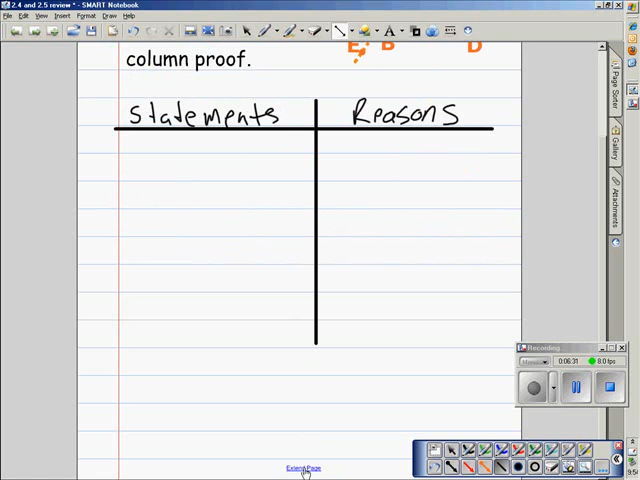 2.4 and 2.5 review * - SMART Notebook
File Edit View Insert Format Draw Help
E B D
column proof.
Statements Reasons
Page Sorter
Gallery
Attachments
Recording...
Menu
06:31 8.0 fps
Extend Page